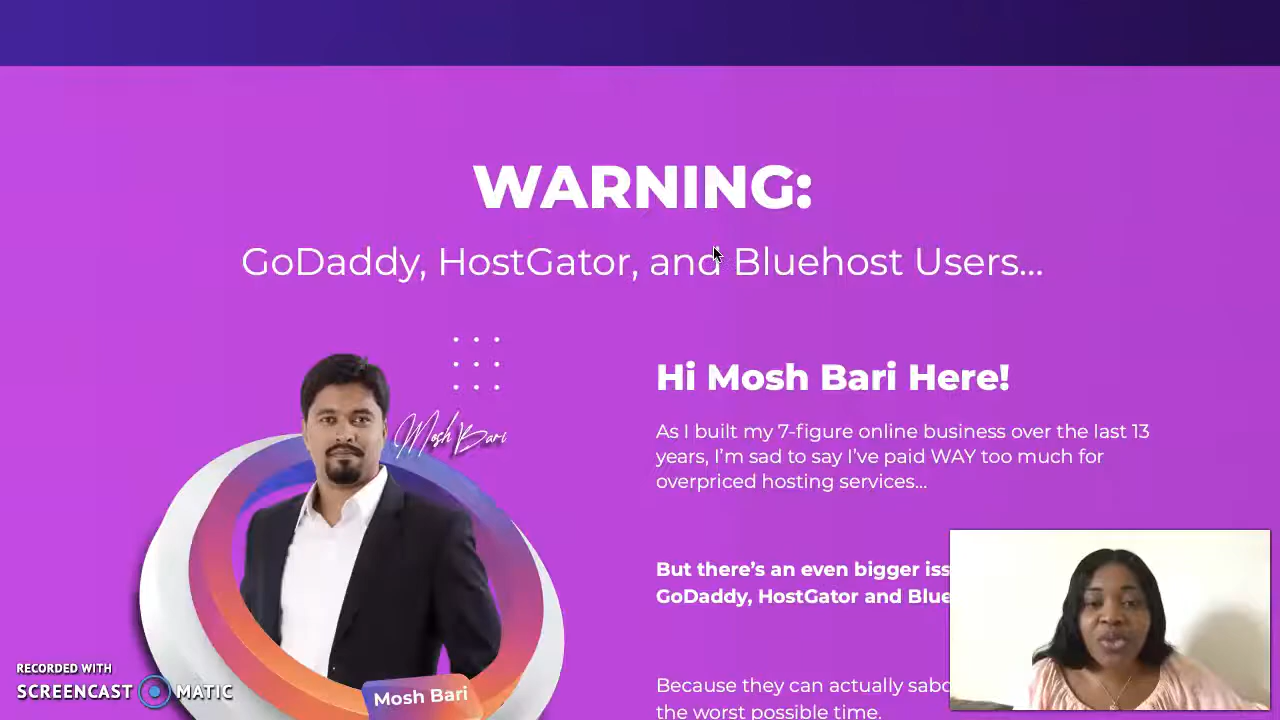 WARNING:
GoDaddy, HostGator, and Bluehost Users...
Mosh Bari
Hi Mosh Bari Here!
As I built my 7-figure online business over the last 13
years, I'm sad to say I've paid WAY too much for
overpriced hosting services...
But there's an even bigger
GoDaddy, HostGator and
Because they can actually
the worst possible time.
Mosh Bari
RECORDED WITH
SCREENCAST MATIC